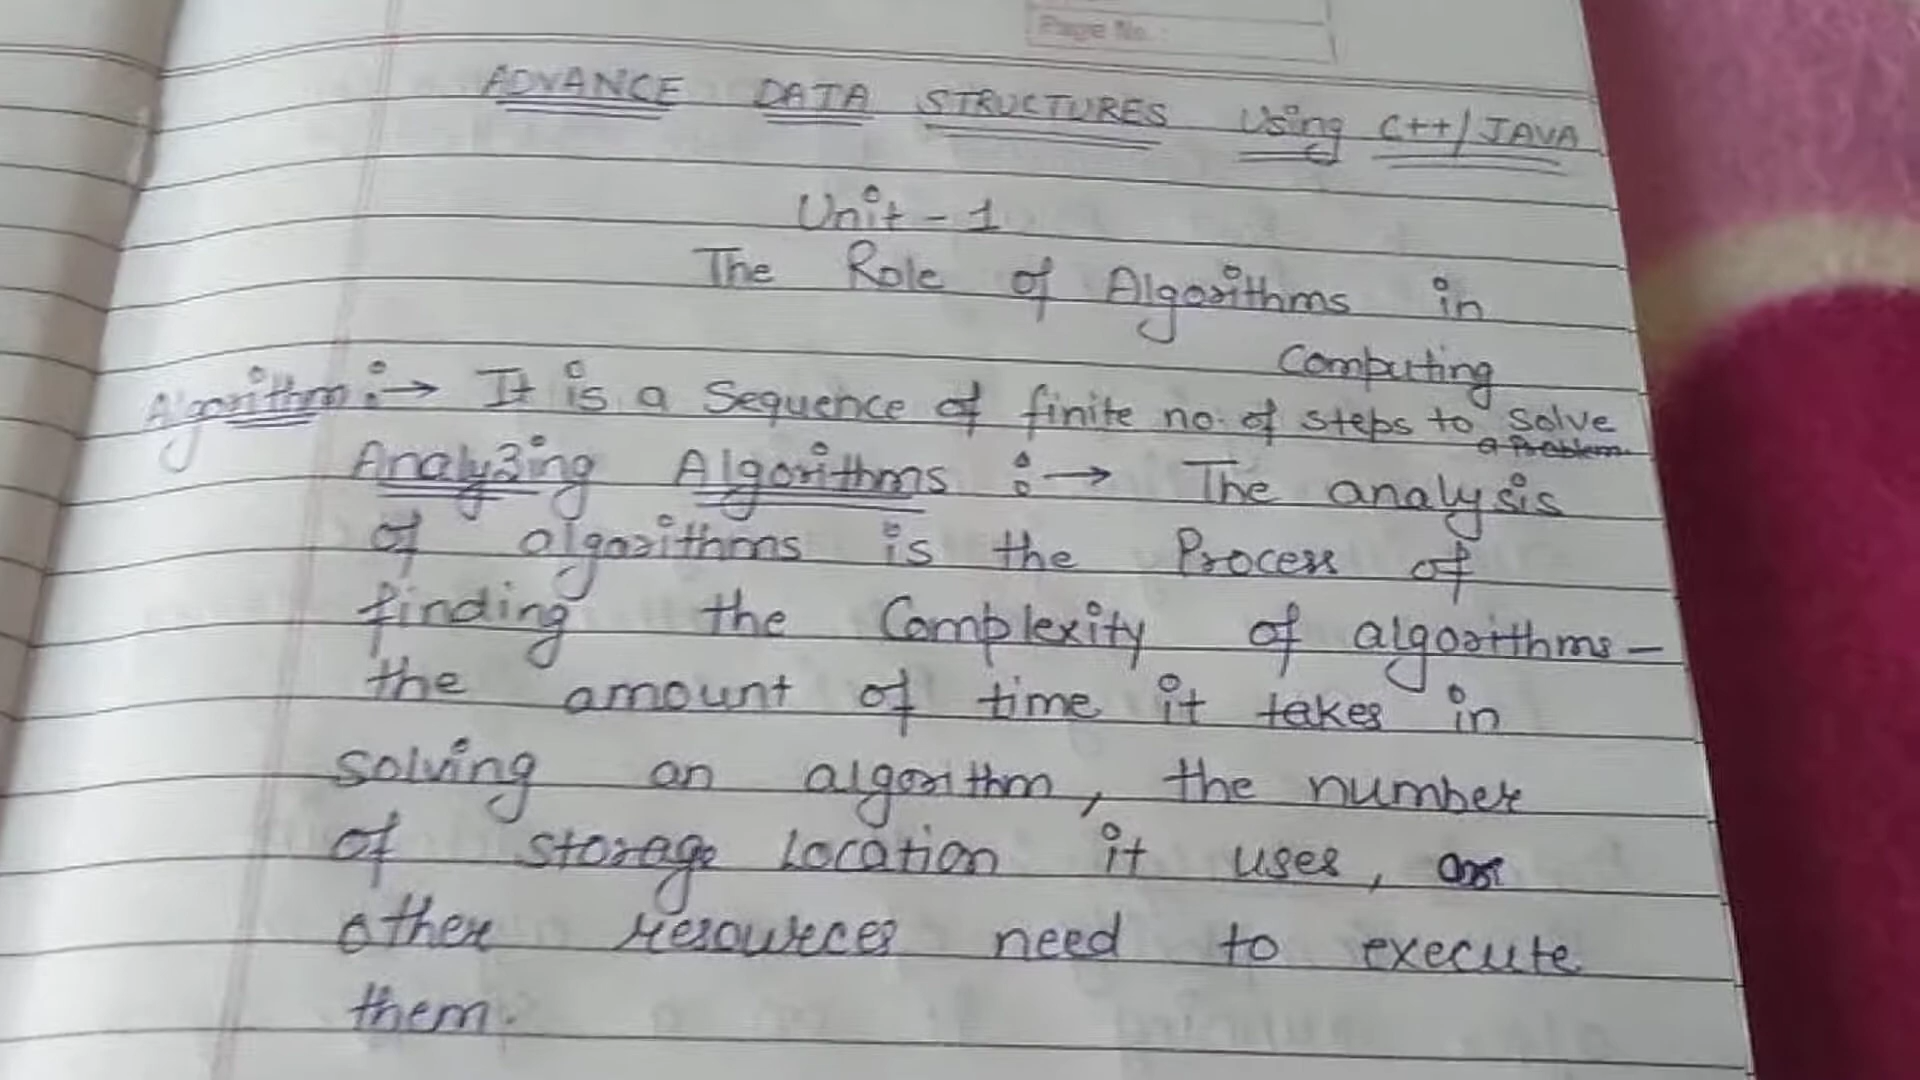 Page No.:
ADVANCE DATA STRUCTURES Using C++/JAVA
Unit - 1
The Role of Algorithms in
Computing
Algorithm :→ It is a Sequence of finite no. of steps to solve
a Problem.
Analyzing Algorithms :→ The analysis
of algorithms is the Process of
finding the Complexity of algorithms -
the amount of time it takes in
solving an algorithm, the number
of storage Location it uses, or
other resources need to execute
them.